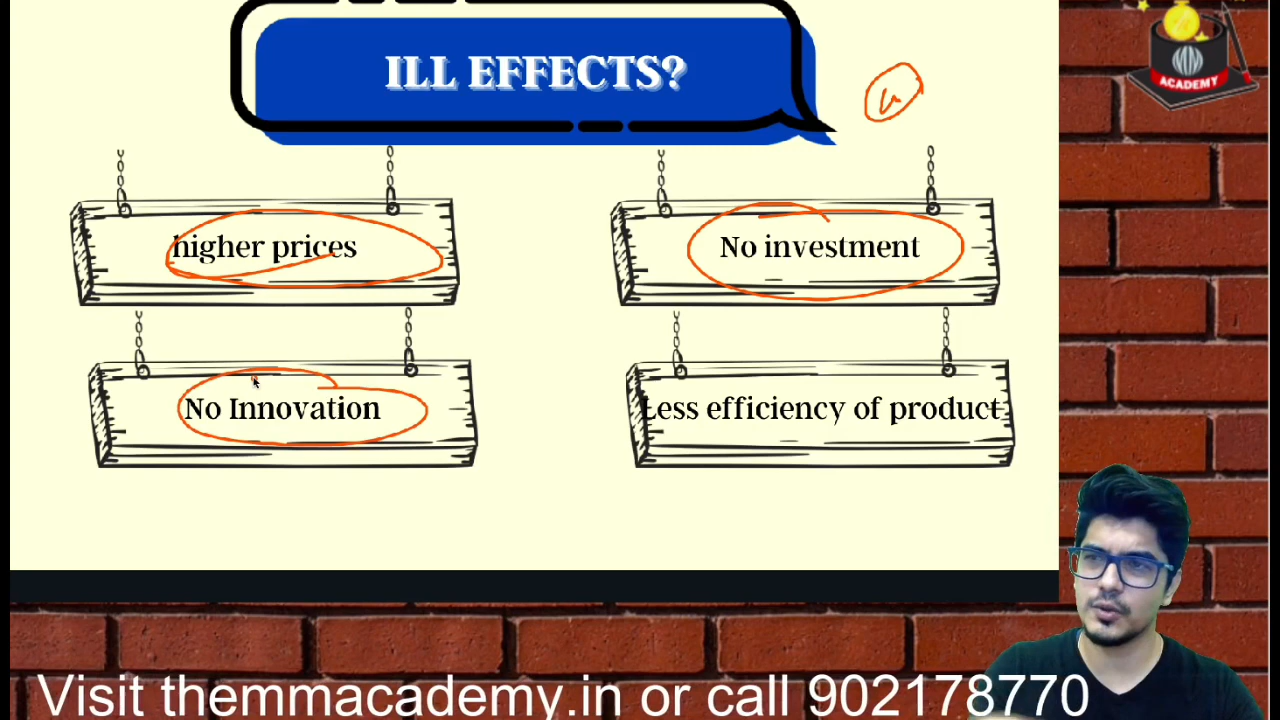 ILL EFFECTS?
ACADEMY
higher prices
No investment
No Innovation
Less efficiency of product
Visit themmacademy.in or call 902178770